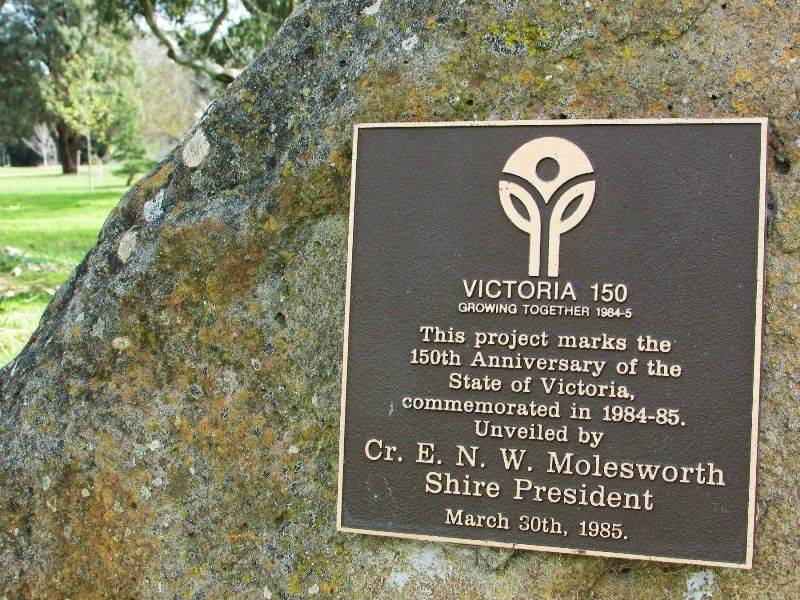 VICTORIA 150
GROWING TOGETHER 1984-5
This project marks the
150th Anniversary of the
State of Victoria,
commemorated in 1984-85.
Unveiled by
Cr. E. N. W. Molesworth
Shire President
March 30th, 1985.